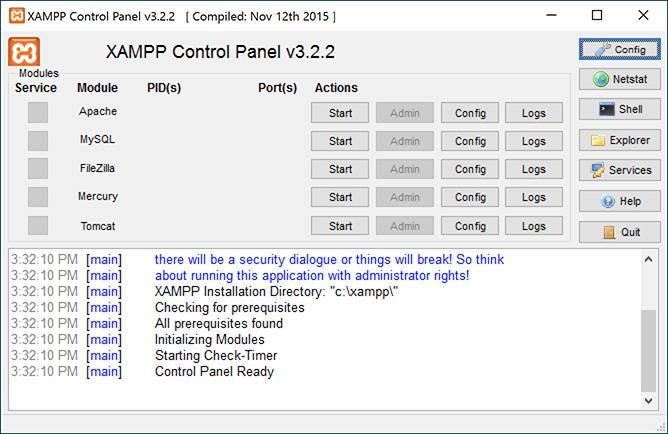 XAMPP Control Panel v3.2.2 [ Compiled: Nov 12th 2015 ]
XAMPP Control Panel v3.2.2
Config
Modules
Service Module PID(s) Port(s) Actions
Netstat
Apache Start Admin Config Logs
Shell
MySQL Start Admin Config Logs
Explorer
FileZilla Start Admin Config Logs
Services
Mercury Start Admin Config Logs
Help
Tomcat Start Admin Config Logs
Quit
3:32:10 PM [main] there will be a security dialogue or things will break! So think
3:32:10 PM [main] about running this application with administrator rights!
3:32:10 PM [main] XAMPP Installation Directory: "c:\xampp\"
3:32:10 PM [main] Checking for prerequisites
3:32:10 PM [main] All prerequisites found
3:32:10 PM [main] Initializing Modules
3:32:10 PM [main] Starting Check-Timer
3:32:10 PM [main] Control Panel Ready